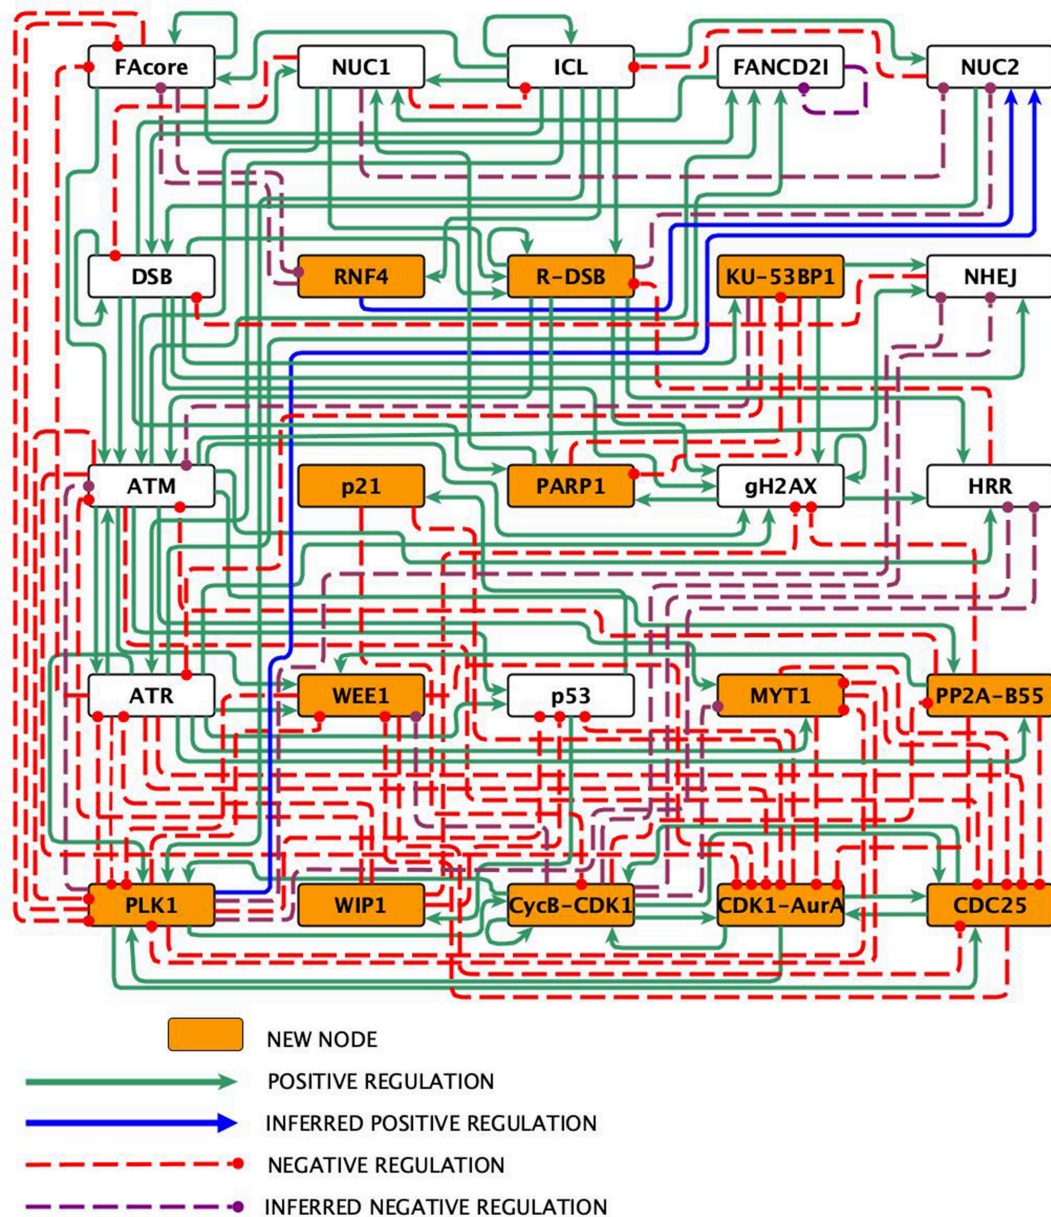 FAcore NUC1 ICL FANCD2I NUC2
DSB RNF4 R-DSB KU-53BP1 NHEJ
ATM p21 PARP1 gH2AX HRR
ATR WEE1 p53 MYT1 PP2A-B55
PLK1 WIP1 CycB-CDK1 CDK1-AurA CDC25
NEW NODE
POSITIVE REGULATION
INFERRED POSITIVE REGULATION
NEGATIVE REGULATION
INFERRED NEGATIVE REGULATION